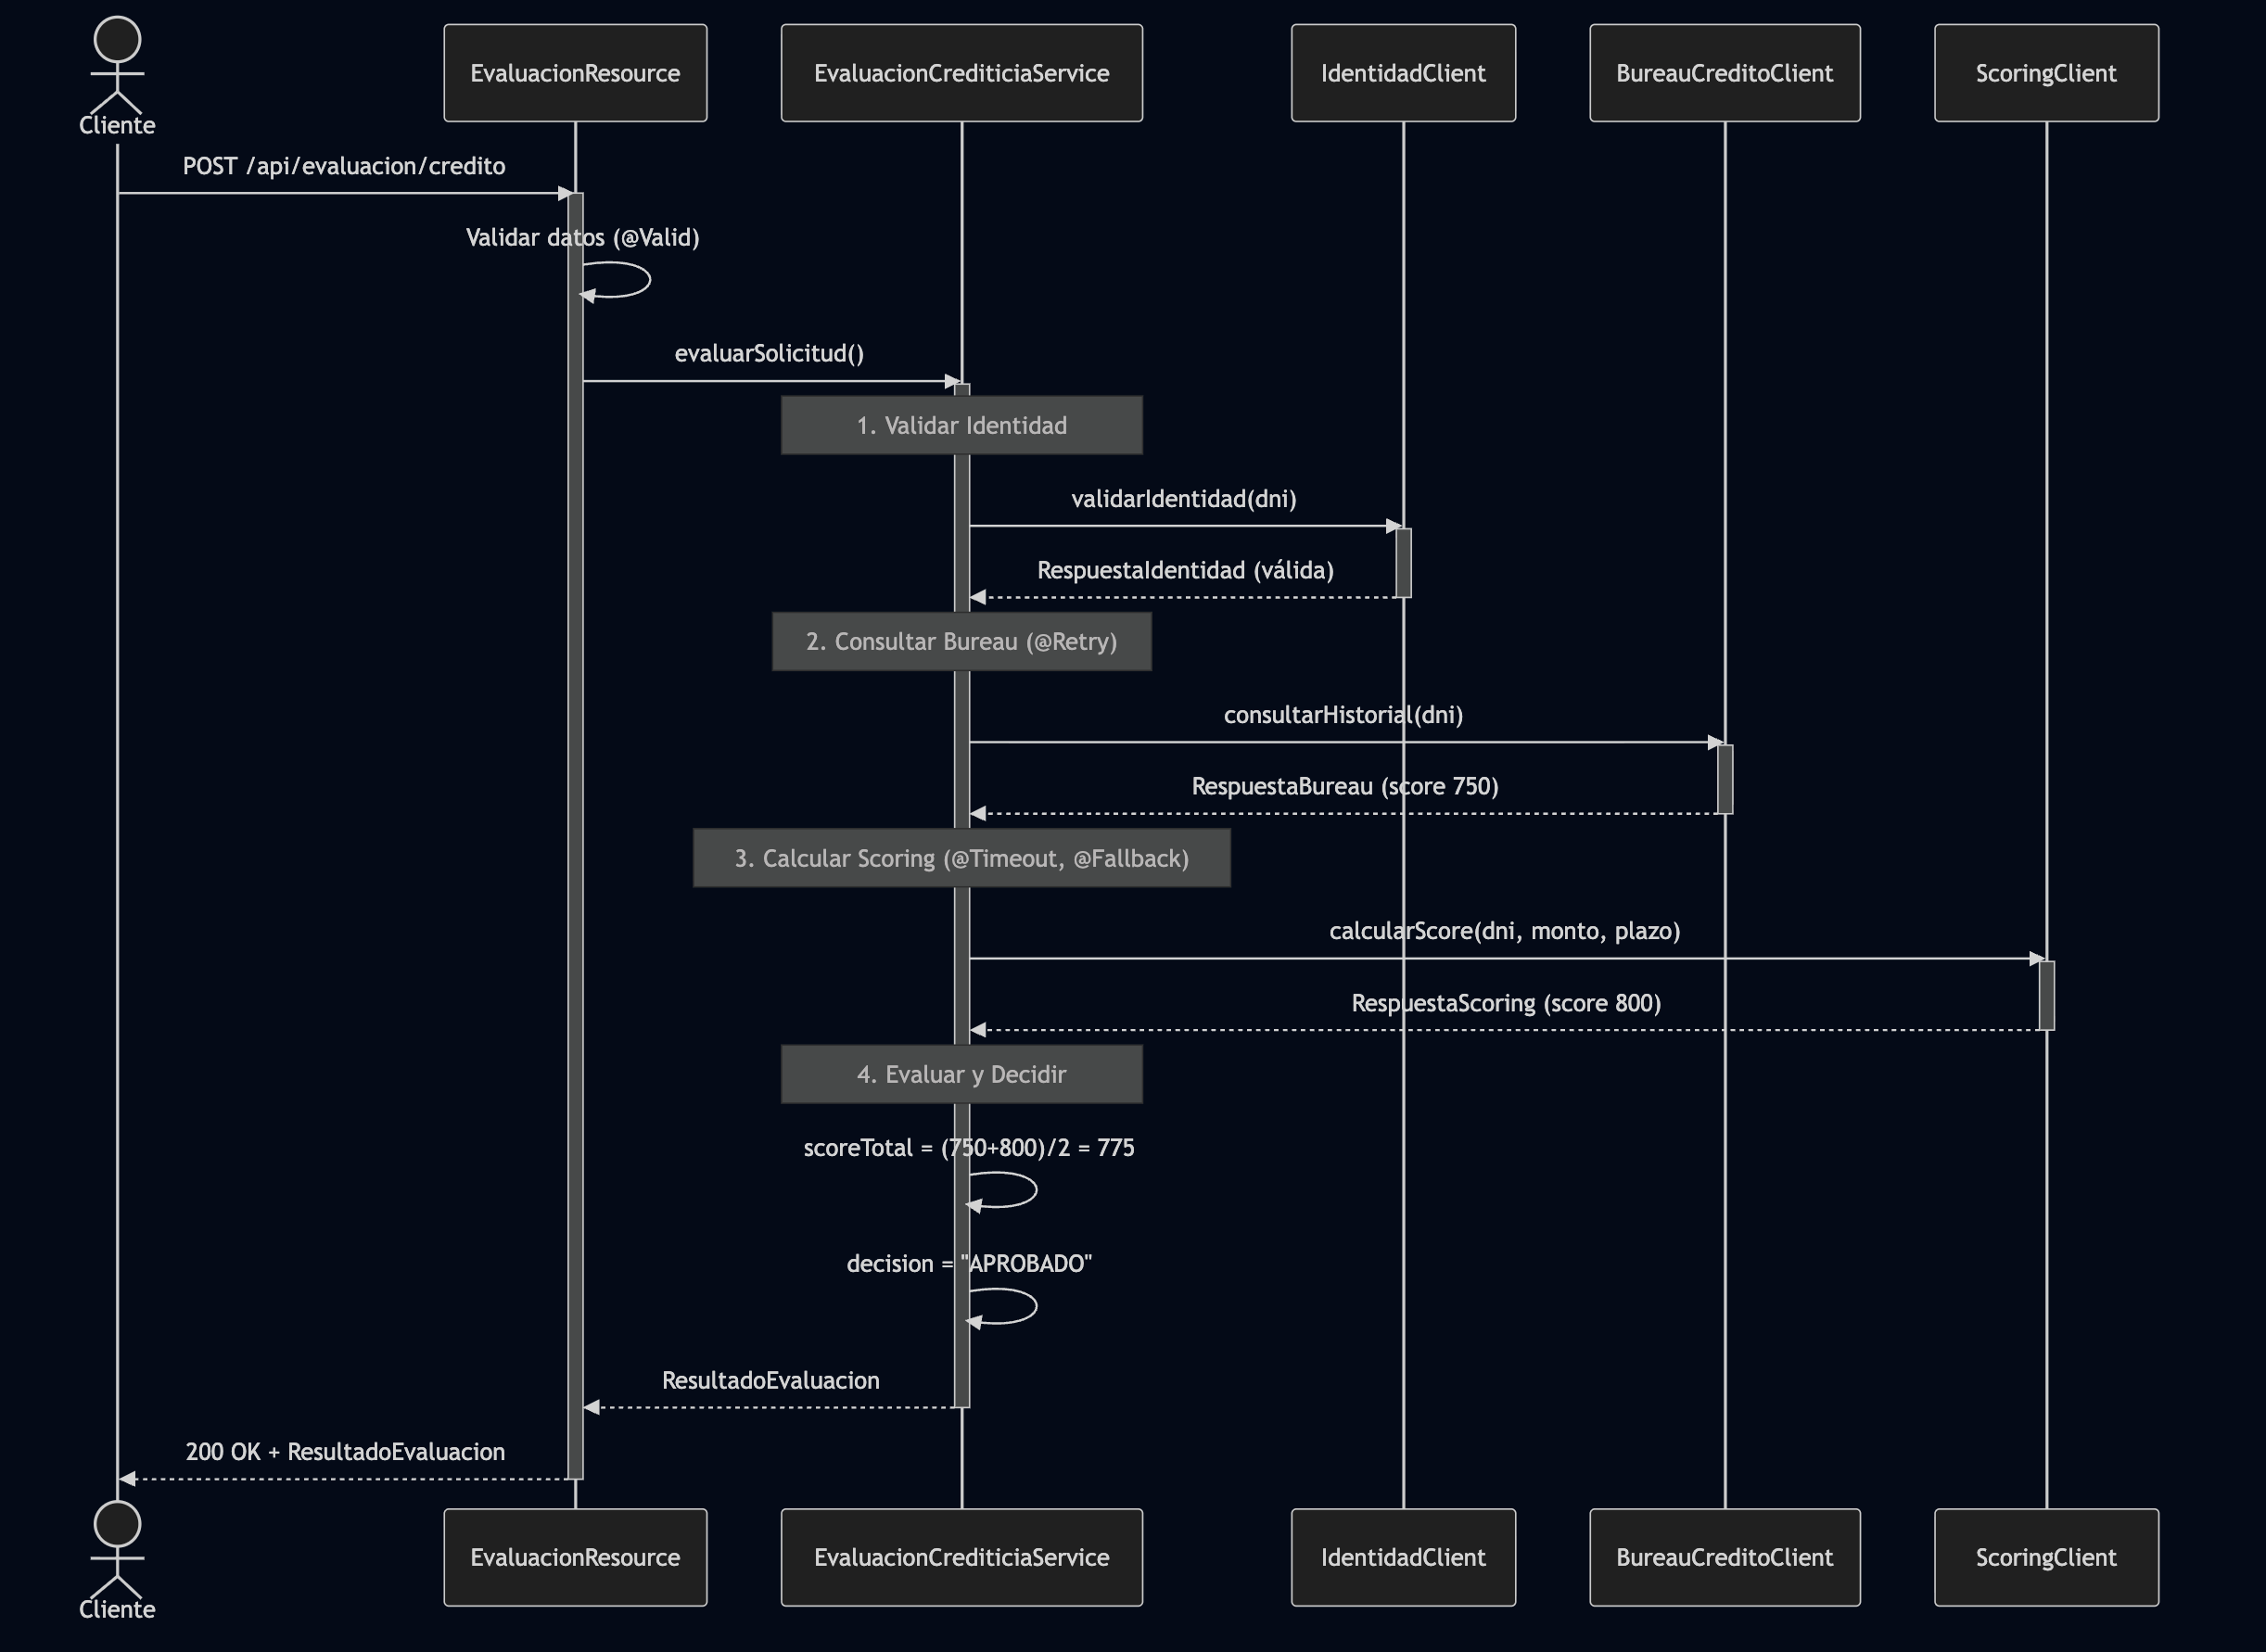 Cliente
EvaluacionResource
EvaluacionCrediticiaService
IdentidadClient
BureauCreditoClient
ScoringClient
POST /api/evaluacion/credito
Validar datos (@Valid)
evaluarSolicitud()
1. Validar Identidad
validarIdentidad(dni)
RespuestaIdentidad (válida)
2. Consultar Bureau (@Retry)
consultarHistorial(dni)
RespuestaBureau (score 750)
3. Calcular Scoring (@Timeout, @Fallback)
calcularScore(dni, monto, plazo)
RespuestaScoring (score 800)
4. Evaluar y Decidir
scoreTotal = (750+800)/2 = 775
decision = "APROBADO"
ResultadoEvaluacion
200 OK + ResultadoEvaluacion
Cliente
EvaluacionResource
EvaluacionCrediticiaService
IdentidadClient
BureauCreditoClient
ScoringClient